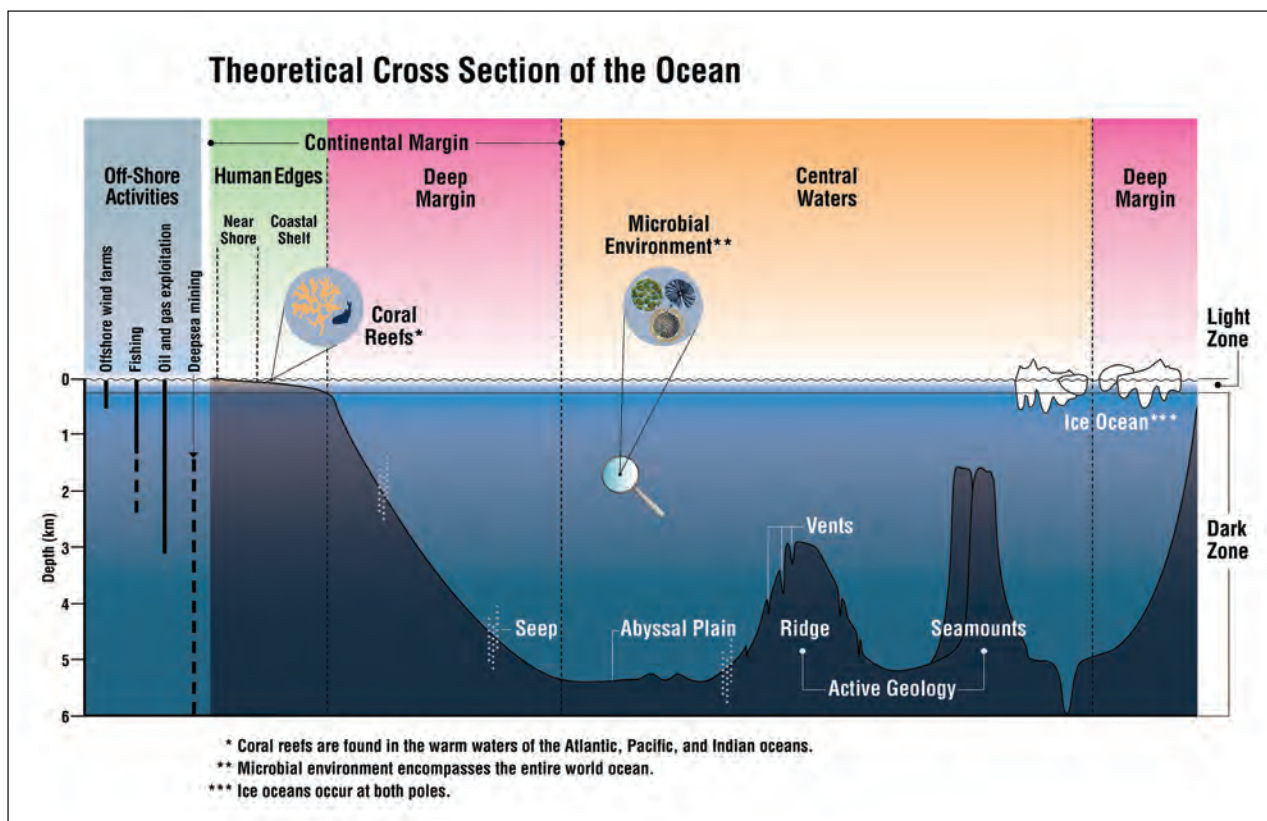 Theoretical Cross Section of the Ocean
Continental Margin
Off-Shore
Activities
Human Edges
Deep
Margin
Central
Waters
Deep
Margin
Near
Shore
Coastal
Shelf
Microbial
Environment**
Offshore wind farms
Fishing
Oil and gas exploitation
Deepsea mining
Coral
Reefs*
Light
Zone
0
Ice Ocean***
1
2
Vents
Dark
Zone
3
Depth (km)
4
Seep
Abyssal Plain
Ridge
Seamounts
5
Active Geology
6
* Coral reefs are found in the warm waters of the Atlantic, Pacific, and Indian oceans.
** Microbial environment encompasses the entire world ocean.
*** Ice oceans occur at both poles.